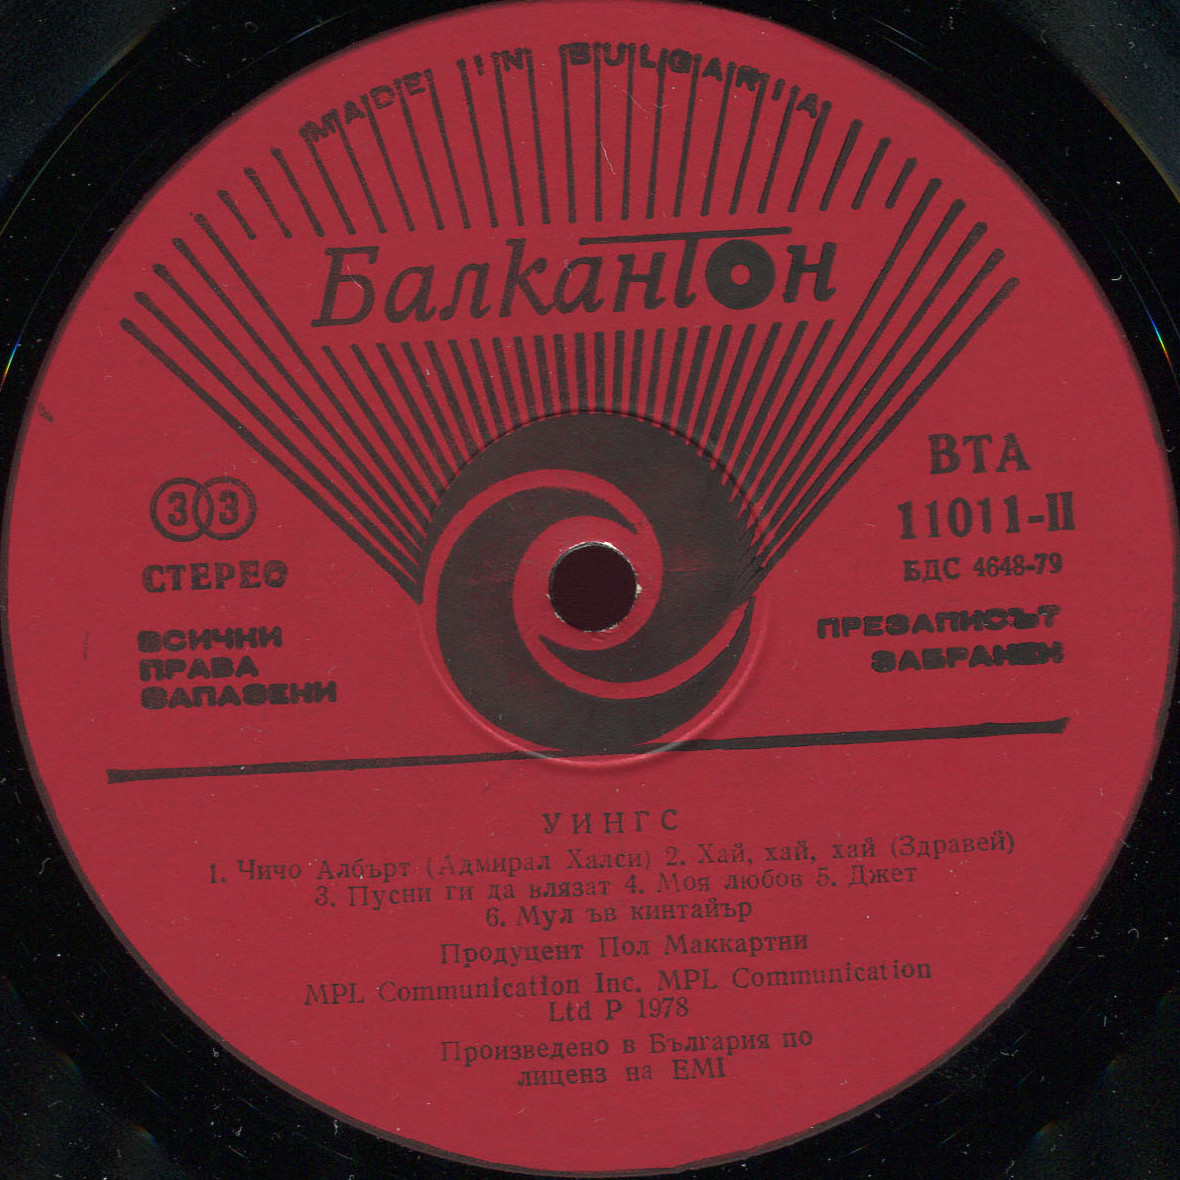 MADE IN BULGARIA
Балкантон
33
СТЕРЕО
ВСИЧКИ
ПРАВА
ЗАПАЗЕНИ
ВТА
11011-II
БДС 4648-79
ПРЕЗАПИСЪТ
ЗАБРАНЕН
УИНГС
1. Чичо Албърт (Адмирал Халси) 2. Хай, хай, хай (Здравей)
3. Пусни ги да влязат 4. Моя любов 5. Джет
6. Мул ъв кинтайър
Продуцент Пол Маккартни
MPL Communication Inc. MPL Communication
Ltd P 1978
Произведено в България по
лиценз на EMI